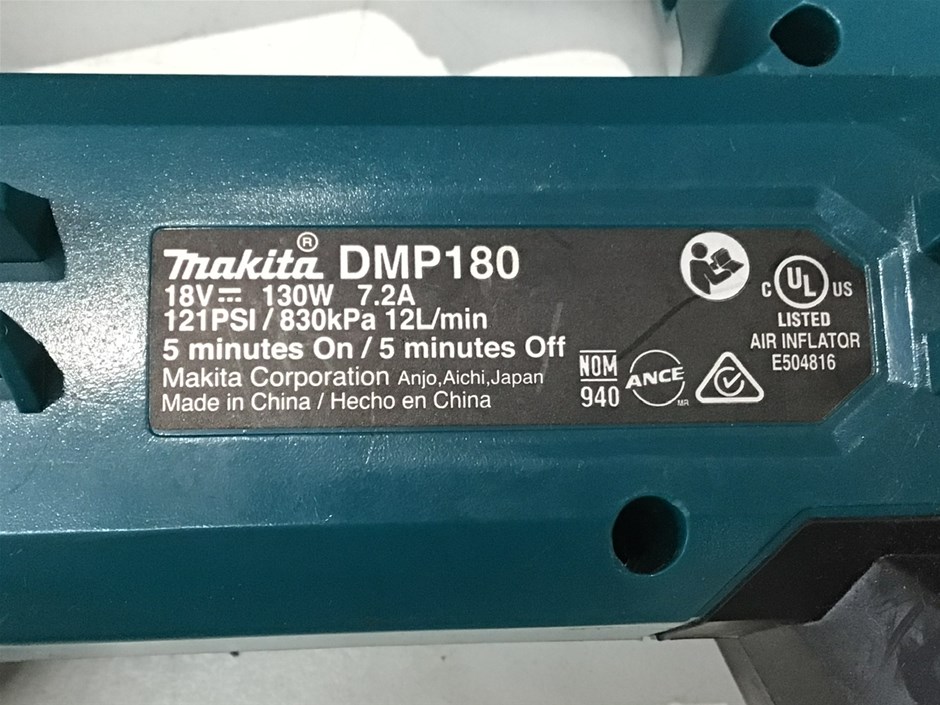 makita® DMP180
18V⎓ 130W 7.2A
121PSI / 830kPa 12L/min
5 minutes On / 5 minutes Off
Makita Corporation Anjo,Aichi,Japan
Made in China / Hecho en China
NOM
940
ANCE
MR
C UL US
LISTED
AIR INFLATOR
E504816